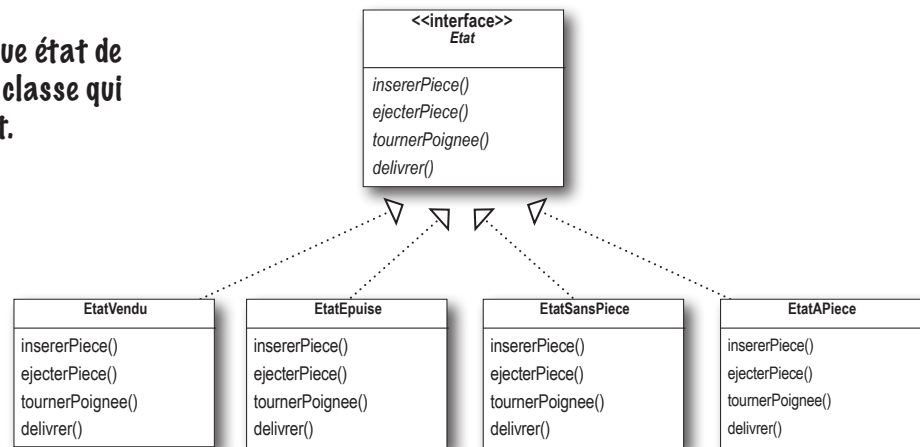 ue état de
classe qui
t.
<<interface>>
Etat
insererPiece()
ejecterPiece()
tournerPoignee()
delivrer()
EtatVendu
insererPiece()
ejecterPiece()
tournerPoignee()
delivrer()
EtatEpuise
insererPiece()
ejecterPiece()
tournerPoignee()
delivrer()
EtatSansPiece
insererPiece()
ejecterPiece()
tournerPoignee()
delivrer()
EtatAPiece
insererPiece()
ejecterPiece()
tournerPoignee()
delivrer()